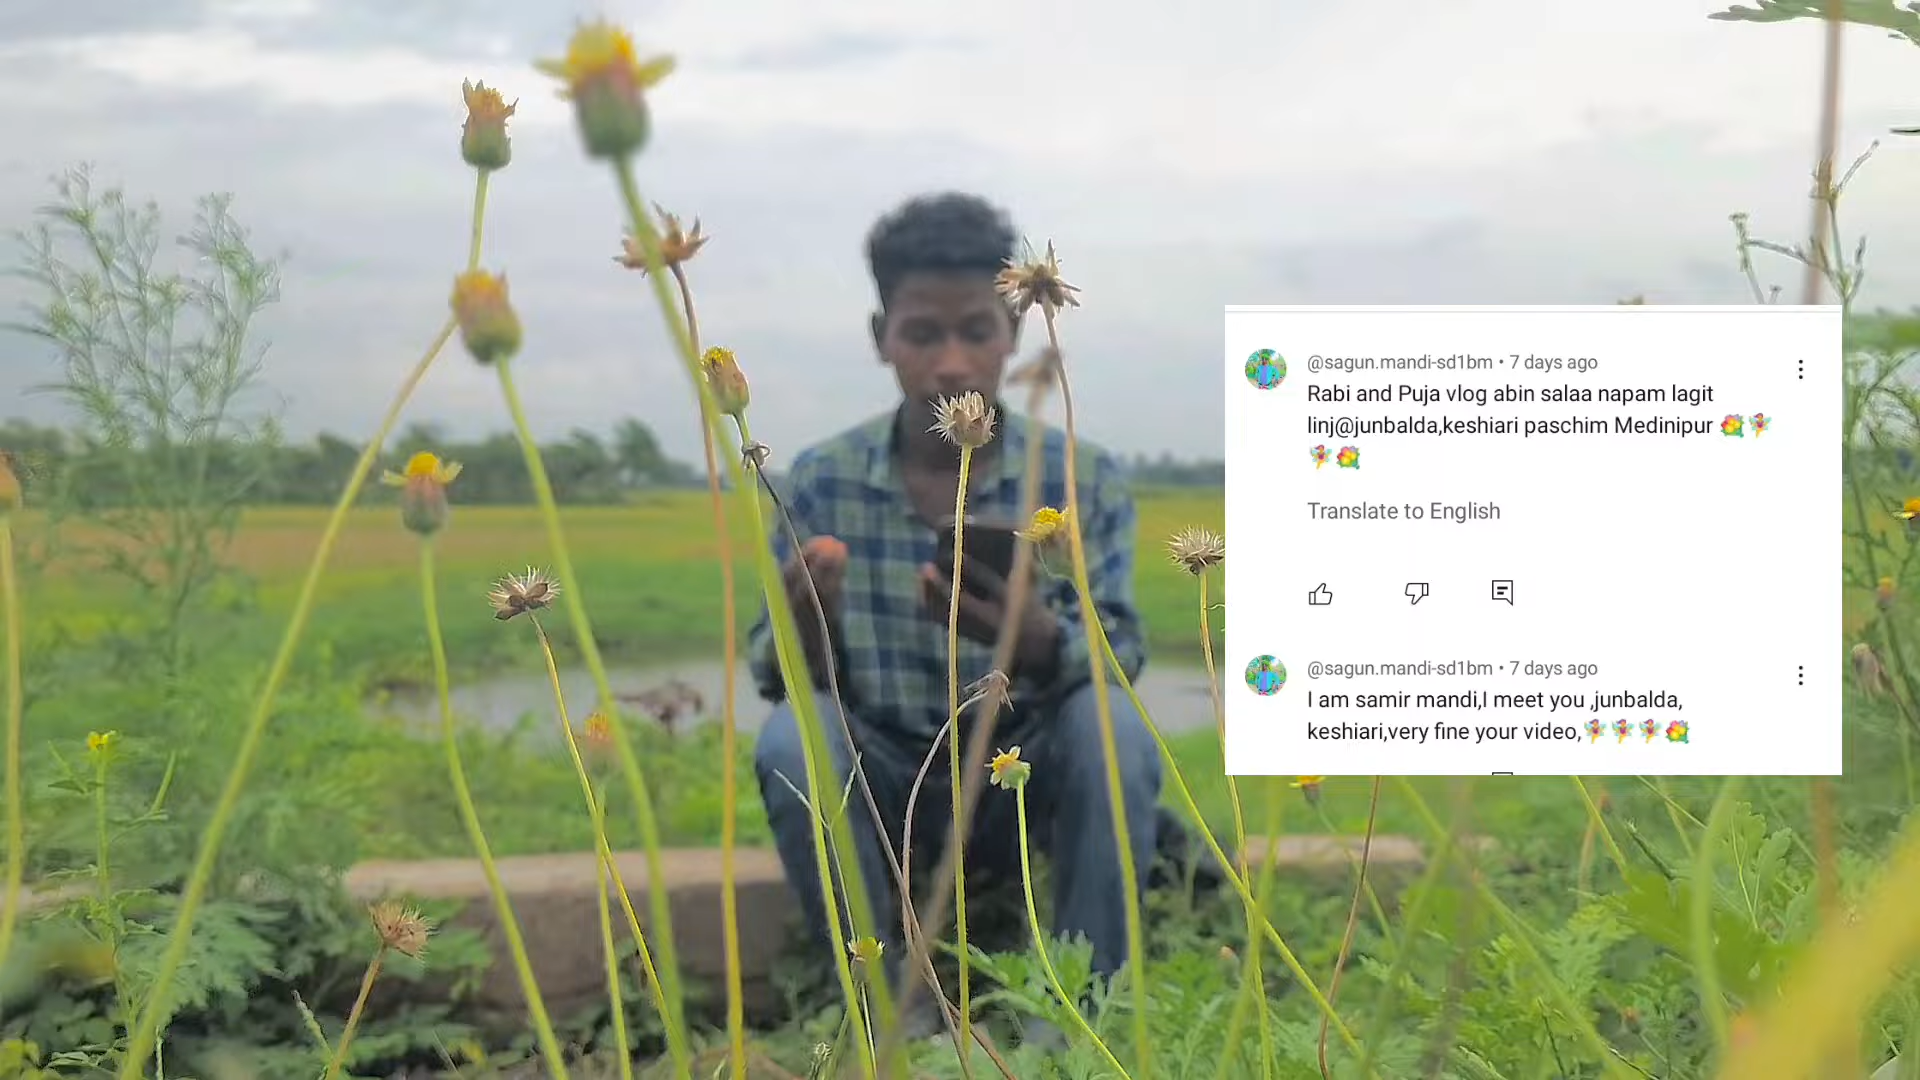 @sagun.mandi-sd1bm • 7 days ago
Rabi and Puja vlog abin salaa napam lagit
linj@junbalda,keshiari paschim Medinipur 💐🧚
🧚💐
Translate to English
@sagun.mandi-sd1bm • 7 days ago
I am samir mandi,I meet you ,junbalda,
keshiari,very fine your video,🧚🧚🧚💐